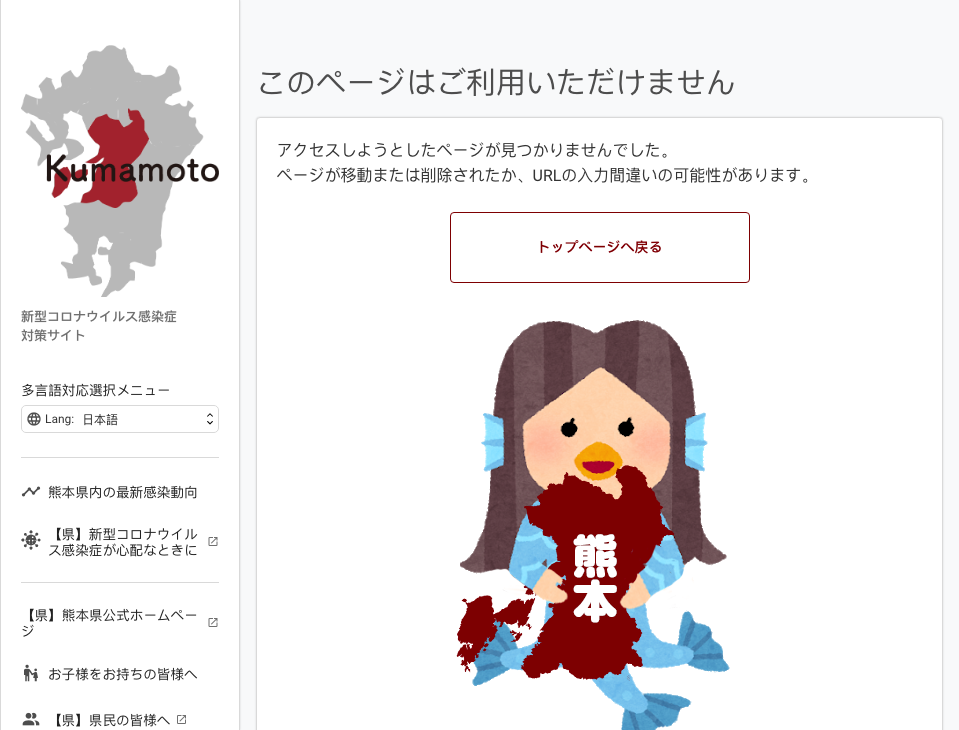 Kumamoto
新型コロナウイルス感染症
対策サイト
多言語対応選択メニュー
Lang: 日本語
熊本県内の最新感染動向
【県】新型コロナウイル
ス感染症が心配なときに
【県】熊本県公式ホームペー
ジ
お子様をお持ちの皆様へ
【県】県民の皆様へ
このページはご利用いただけません
アクセスしようとしたページが見つかりませんでした。
ページが移動または削除されたか、URLの入力間違いの可能性があります。
トップページへ戻る
熊
本